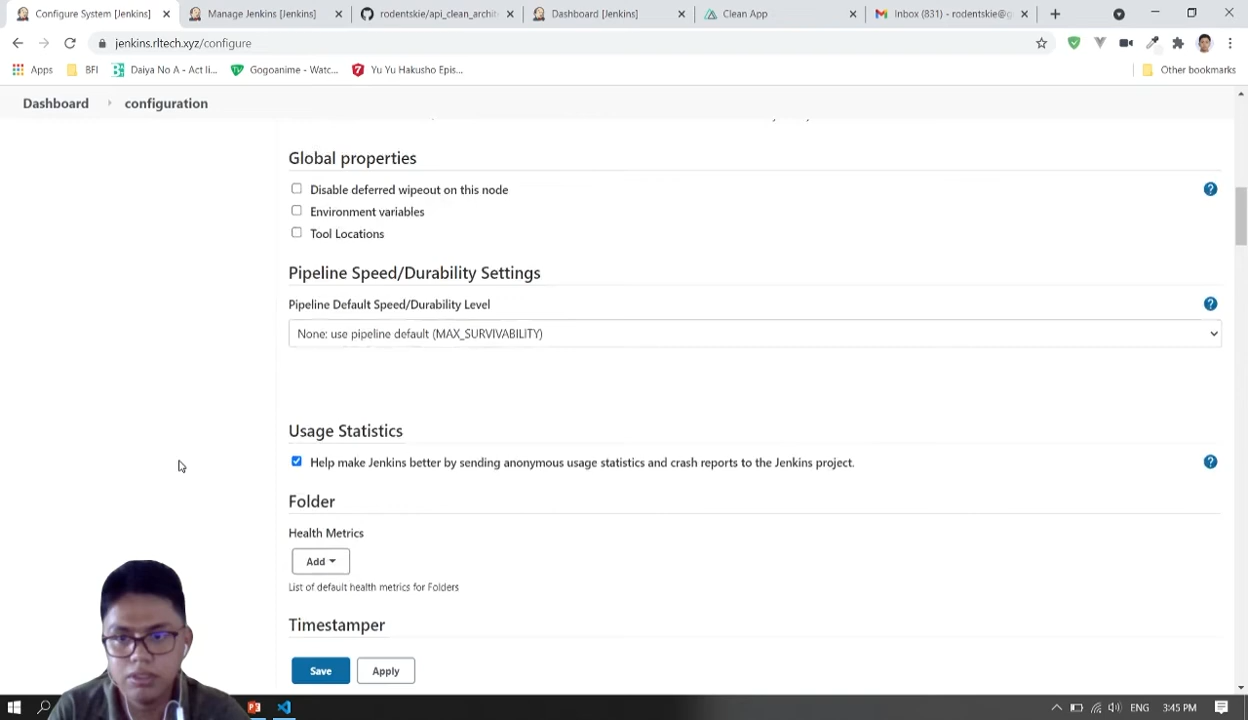 Configure System [Jenkins]
Manage Jenkins [Jenkins]
rodentskie/api_clean_archit
Dashboard [Jenkins]
Clean App
Inbox (831) - rodentskie@g
jenkins.rltech.xyz/configure
Apps
BFI
Daiya No A - Act Ii...
Gogoanime - Watc...
Yu Yu Hakusho Epis...
Other bookmarks
Dashboard
configuration
Global properties
Disable deferred wipeout on this node
?
Environment variables
Tool Locations
Pipeline Speed/Durability Settings
Pipeline Default Speed/Durability Level
?
None: use pipeline default (MAX_SURVIVABILITY)
Usage Statistics
Help make Jenkins better by sending anonymous usage statistics and crash reports to the Jenkins project.
?
Folder
Health Metrics
Add
List of default health metrics for Folders
Timestamper
Save
Apply
ENG
3:45 PM